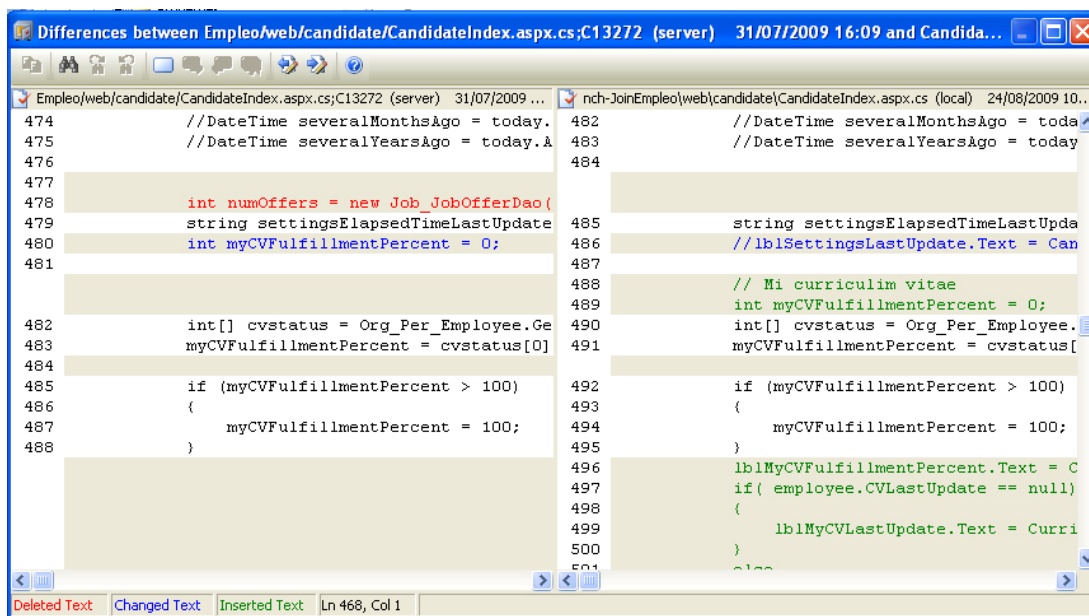 Differences between Empleo/web/candidate/CandidateIndex.aspx.cs;C13272 (server) 31/07/2009 16:09 and Candida...
Empleo/web/candidate/CandidateIndex.aspx.cs;C13272 (server) 31/07/2009 ...
474 //DateTime severalMonthsAgo = today.
475 //DateTime severalYearsAgo = today.A
476
477
478 int numOffers = new Job_JobOfferDao(
479 string settingsElapsedTimeLastUpdate
480 int myCVFulfillmentPercent = 0;
481
482 int[] cvstatus = Org_Per_Employee.Ge
483 myCVFulfillmentPercent = cvstatus[0]
484
485 if (myCVFulfillmentPercent > 100)
486 {
487 myCVFulfillmentPercent = 100;
488 }
nch-JoinEmpleo\web\candidate\CandidateIndex.aspx.cs (local) 24/08/2009 10...
482 //DateTime severalMonthsAgo = toda
483 //DateTime severalYearsAgo = today
484
485 string settingsElapsedTimeLastUpda
486 //lblSettingsLastUpdate.Text = Can
487
488 // Mi curriculim vitae
489 int myCVFulfillmentPercent = 0;
490 int[] cvstatus = Org_Per_Employee.
491 myCVFulfillmentPercent = cvstatus[
492 if (myCVFulfillmentPercent > 100)
493 {
494 myCVFulfillmentPercent = 100;
495 }
496 lblMyCVFulfillmentPercent.Text = C
497 if( employee.CVLastUpdate == null)
498 {
499 lblMyCVLastUpdate.Text = Curri
500 }
501 else
Deleted Text Changed Text Inserted Text Ln 468, Col 1